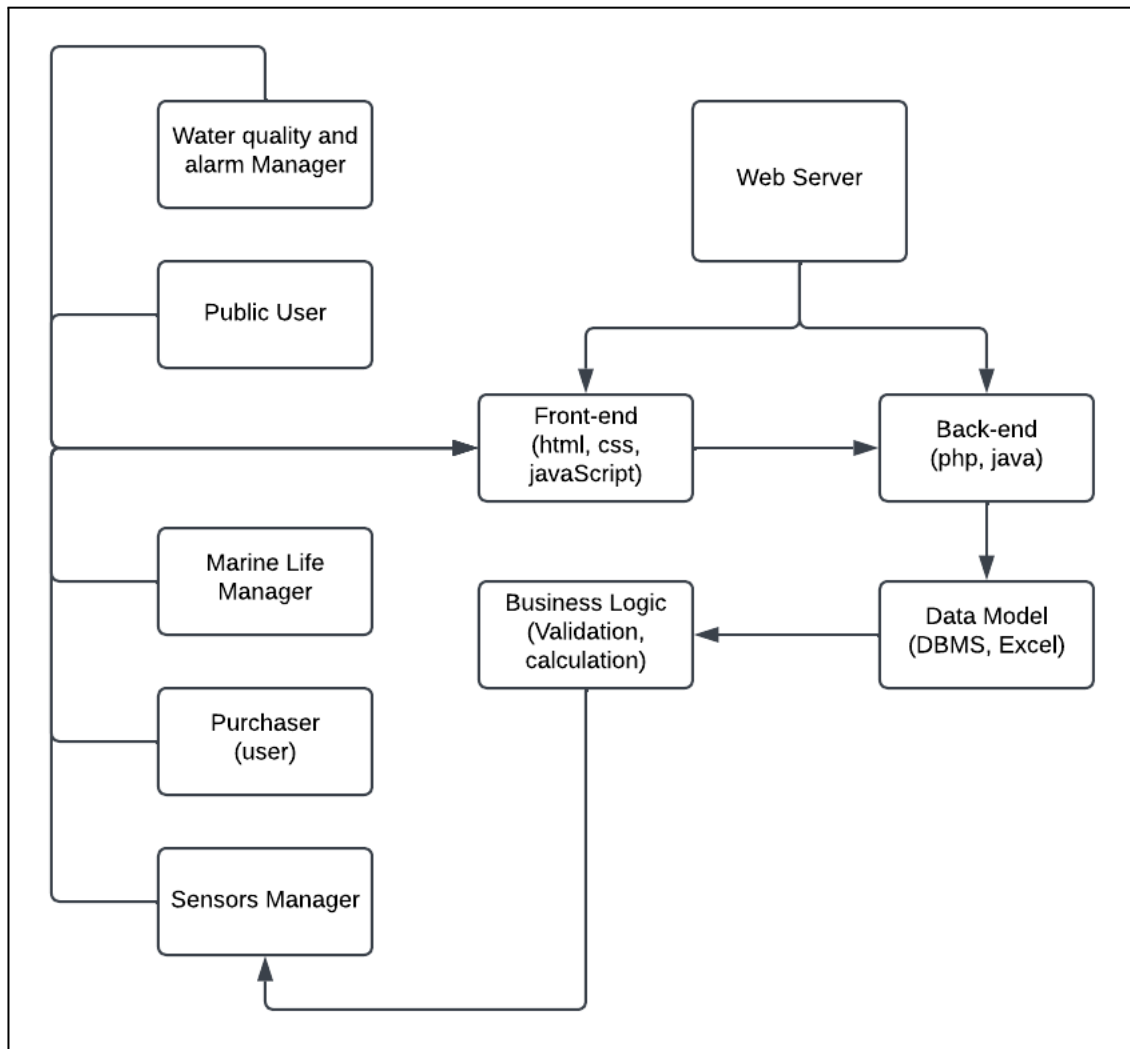 Water quality and
alarm Manager
Web Server
Public User
Front-end
(html, css,
javaScript)
Back-end
(php, java)
Marine Life
Manager
Business Logic
(Validation,
calculation)
Data Model
(DBMS, Excel)
Purchaser
(user)
Sensors Manager